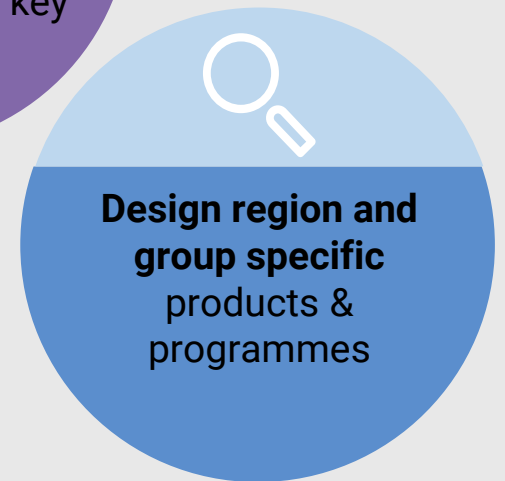 key
Design region and
group specific
products &
programmes